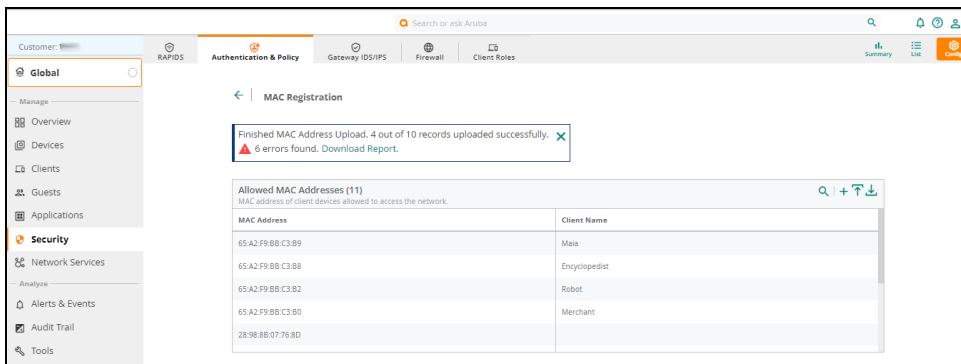 Search or ask Aruba
Customer:
Global
Manage
Overview
Devices
Clients
Guests
Applications
Security
Network Services
Analyze
Alerts & Events
Audit Trail
Tools
RAPIDS
Authentication & Policy
Gateway IDS/IPS
Firewall
Client Roles
Summary
List
Config
MAC Registration
Finished MAC Address Upload. 4 out of 10 records uploaded successfully.
6 errors found. Download Report.
Allowed MAC Addresses (11)
MAC address of client devices allowed to access the network.
MAC Address Client Name
65:A2:F9:BB:C3:B9 Maia
65:A2:F9:BB:C3:B8 Encyclopedist
65:A2:F9:BB:C3:B2 Robot
65:A2:F9:BB:C3:B0 Merchant
28:98:8B:07:76:8D